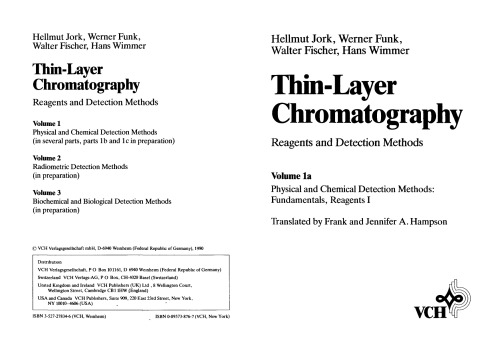 Hellmut Jork, Werner Funk,
Walter Fischer, Hans Wimmer
Thin-Layer
Chromatography
Reagents and Detection Methods
Volume 1
Physical and Chemical Detection Methods
(in several parts, parts 1b and 1c in preparation)
Volume 2
Radiometric Detection Methods
(in preparation)
Volume 3
Biochemical and Biological Detection Methods
(in preparation)
© VCH Verlagsgesellschaft mbH, D-6940 Weinheim (Federal Republic of Germany), 1990
Distribution
VCH Verlagsgesellschaft, P O Box 101161, D 6940 Weinheim (Federal Republic of Germany)
Switzerland VCH Verlags-AG, P O Box, CH-4020 Basel (Switzerland)
United Kingdom and Ireland VCH Publishers (UK) Ltd, 8 Wellington Court,
Wellington Street, Cambridge CB1 1HW (England)
USA and Canada VCH Publishers, Suite 909, 220 East 23rd Street, New York,
NY 10010-4606 (USA)
ISBN 3-527-27834-6 (VCH, Weinheim) ISBN 0-89573-876-7 (VCH, New York)
Hellmut Jork, Werner Funk,
Walter Fischer, Hans Wimmer
Thin-Layer
Chromatography
Reagents and Detection Methods
Volume 1a
Physical and Chemical Detection Methods:
Fundamentals, Reagents I
Translated by Frank and Jennifer A. Hampson
VCH